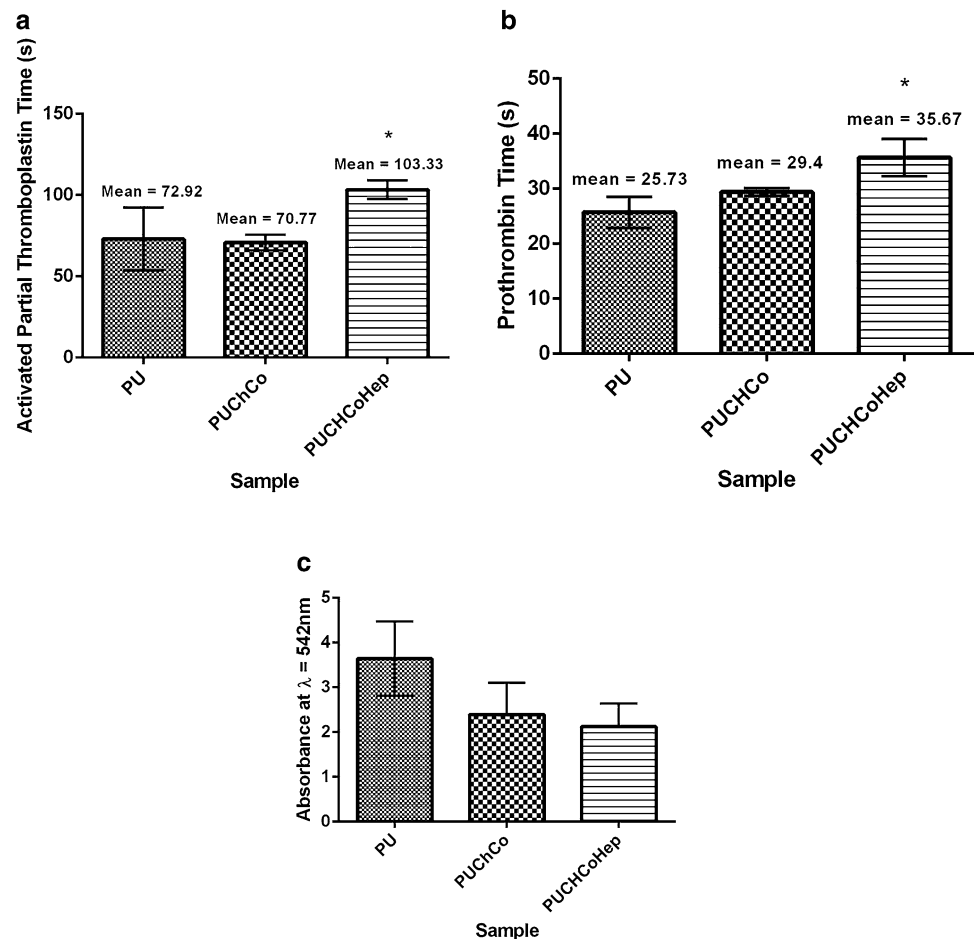 a
Activated Partial Thromboplastin Time (s)
150
100
50
0
Mean = 72.92
Mean = 70.77
*
Mean = 103.33
PU
PUChCo
PUCHCoHep
Sample
b
Prothrombin Time (s)
50
40
30
20
10
0
mean = 25.73
mean = 29.4
*
mean = 35.67
PU
PUCHCo
PUCHCoHep
Sample
c
Absorbance at λ = 542nm
5
4
3
2
1
0
PU
PUChCo
PUCHCoHep
Sample